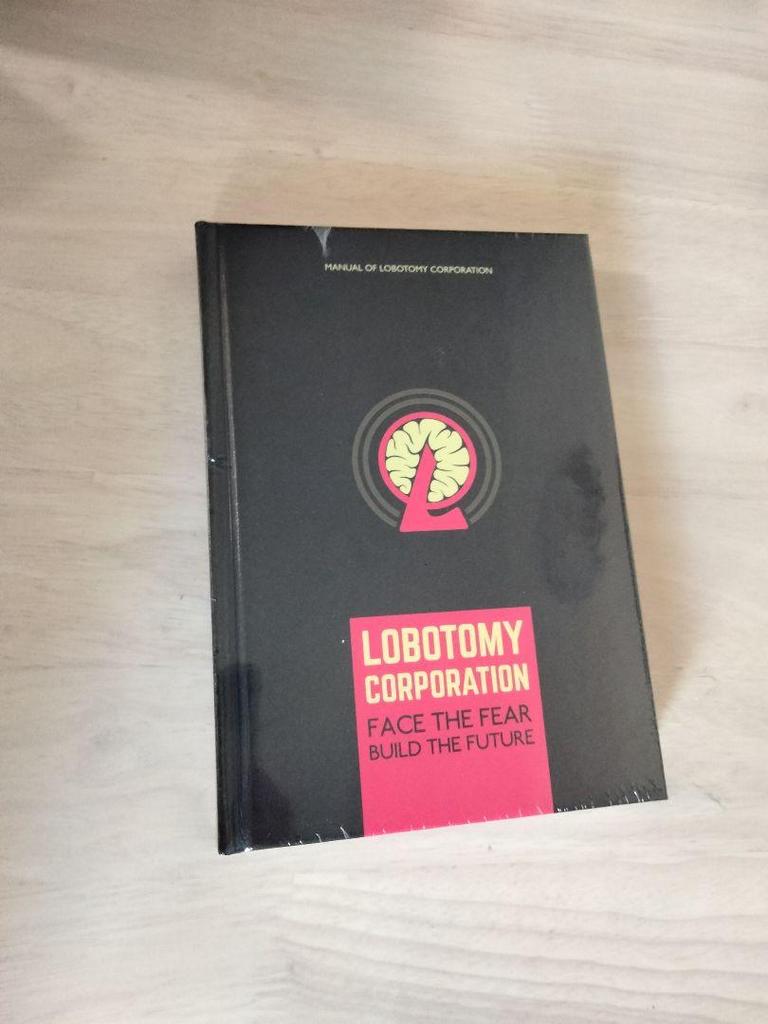 MANUAL OF LOBOTOMY CORPORATION
L
LOBOTOMY
CORPORATION
FACE THE FEAR
BUILD THE FUTURE